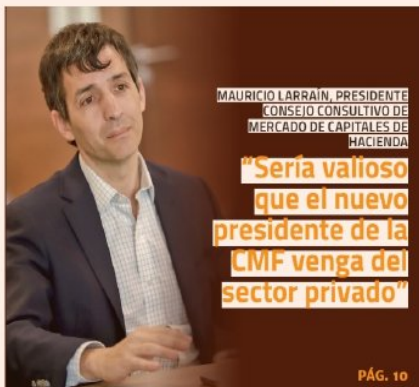 MAURICIO LARRAÍN, PRESIDENTE
CONSEJO CONSULTIVO DE
MERCADO DE CAPITALES DE
HACIENDA
"Sería valioso
que el nuevo
presidente de la
CMF venga del
sector privado"
PÁG. 10